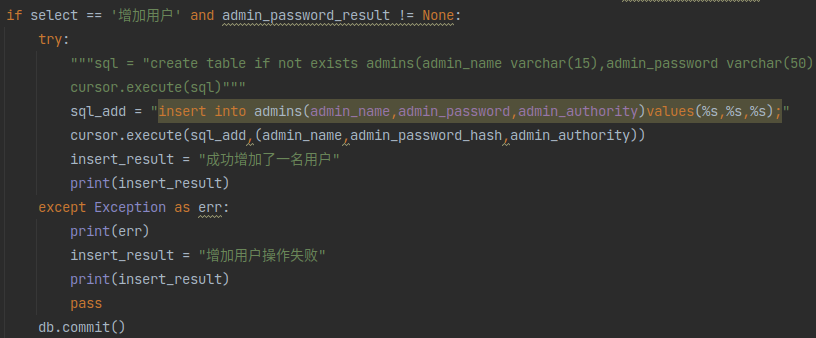 if select == '增加用户' and admin_password_result != None:
    try:
        """sql = "create table if not exists admins(admin_name varchar(15),admin_password varchar(50)
        cursor.execute(sql)"""
        sql_add = "insert into admins(admin_name,admin_password,admin_authority)values(%s,%s,%s);"
        cursor.execute(sql_add,(admin_name,admin_password_hash,admin_authority))
        insert_result = "成功增加了一名用户"
        print(insert_result)
    except Exception as err:
        print(err)
        insert_result = "增加用户操作失败"
        print(insert_result)
        pass
    db.commit()